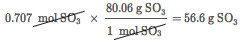 0.707 mol SO₃ × 80.06 g SO₃ / 1 mol SO₃ = 56.6 g SO₃